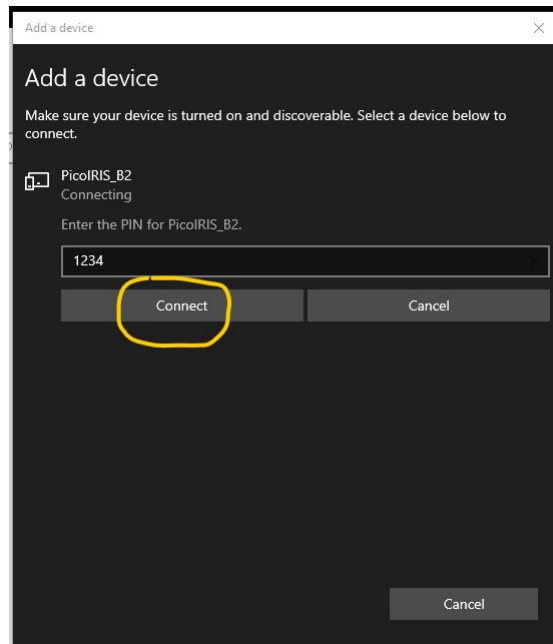 Add a device
Add a device
Make sure your device is turned on and discoverable. Select a device below to
connect.
PicoIRIS_B2
Connecting
Enter the PIN for PicoIRIS_B2.
1234
Connect Cancel
Cancel